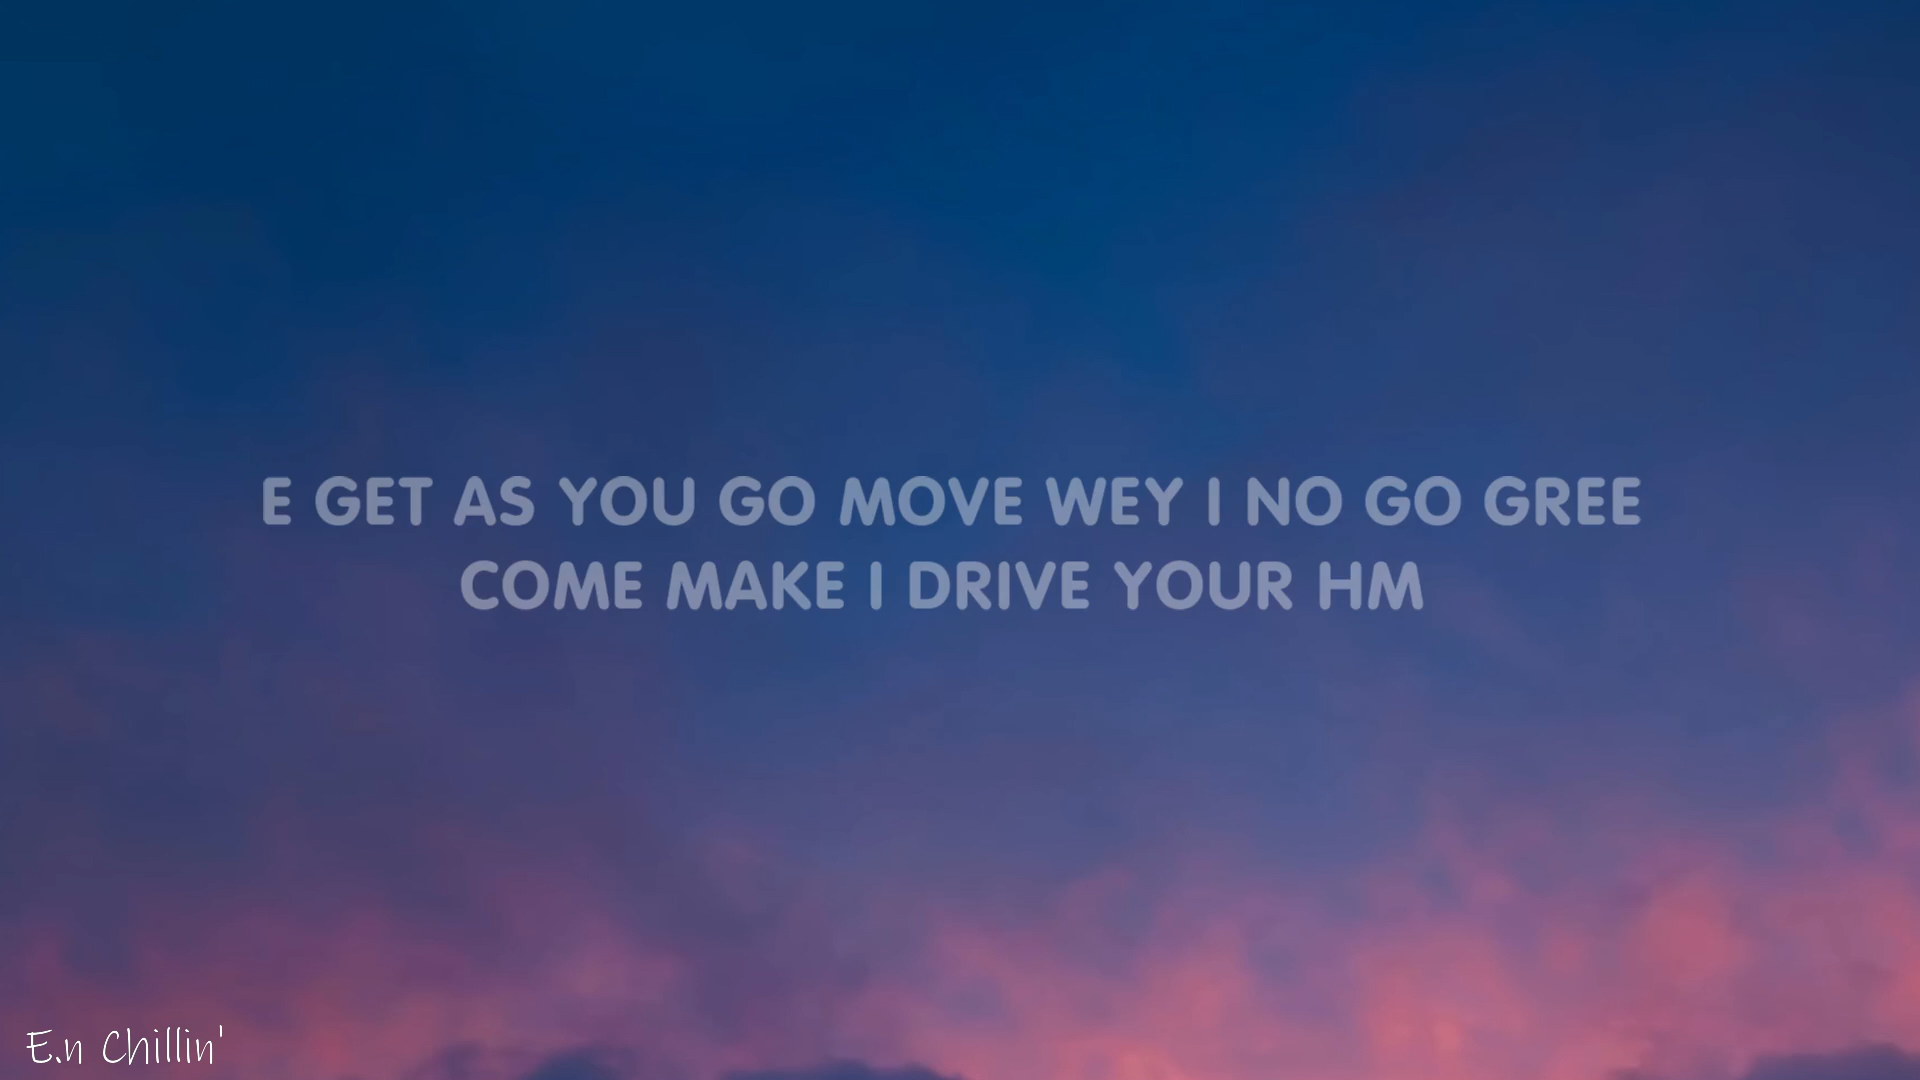 E GET AS YOU GO MOVE WEY I NO GO GREE
COME MAKE I DRIVE YOUR HM
E.n Chillin'